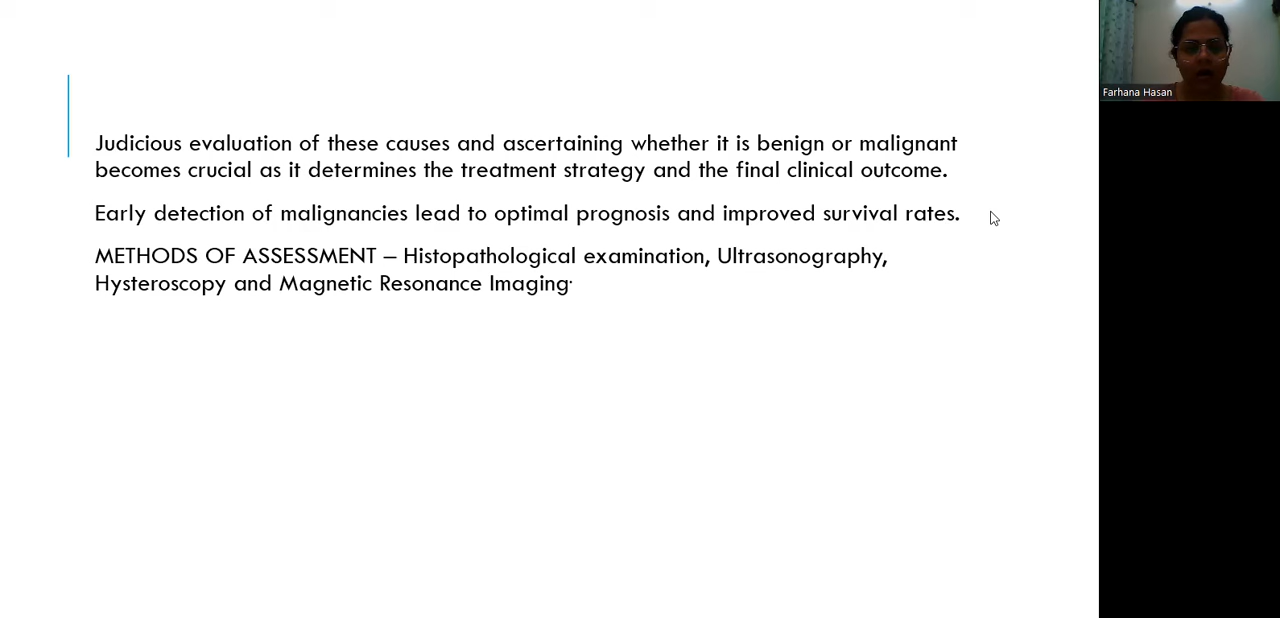 Judicious evaluation of these causes and ascertaining whether it is benign or malignant
becomes crucial as it determines the treatment strategy and the final clinical outcome.
Early detection of malignancies lead to optimal prognosis and improved survival rates.
METHODS OF ASSESSMENT – Histopathological examination, Ultrasonography,
Hysteroscopy and Magnetic Resonance Imaging.
Farhana Hasan